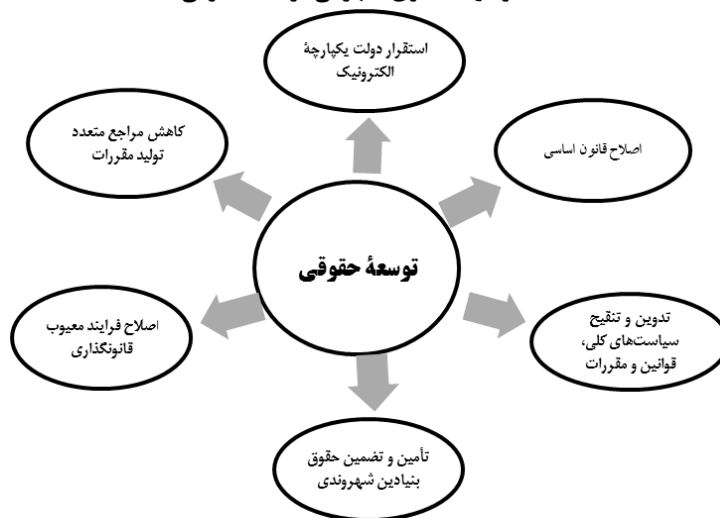 استقرار دولت یکپارچهٔ
الکترونیک
کاهش مراجع متعدد
تولید مقررات
اصلاح قانون اساسی
توسعهٔ حقوقی
اصلاح فرایند معیوب
قانونگذاری
تدوین و تنقیح
سیاست‌های کلی،
قوانین و مقررات
تأمین و تضمین حقوق
بنیادین شهروندی